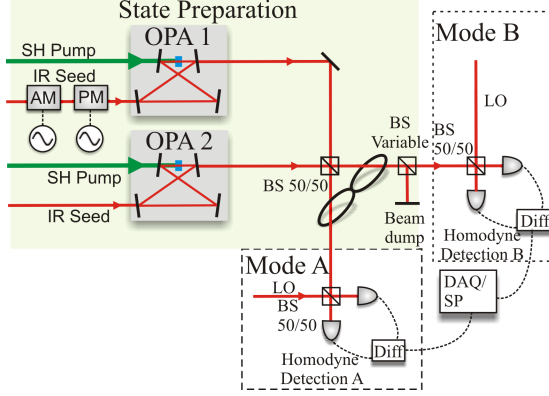 State Preparation
OPA 1
SH Pump
IR Seed
AM
PM
OPA 2
SH Pump
IR Seed
BS 50/50
BS
Variable
Beam
dump
Mode B
LO
BS
50/50
Diff
Homodyne
Detection B
Mode A
LO
BS
50/50
Diff
Homodyne
Detection A
DAQ/
SP